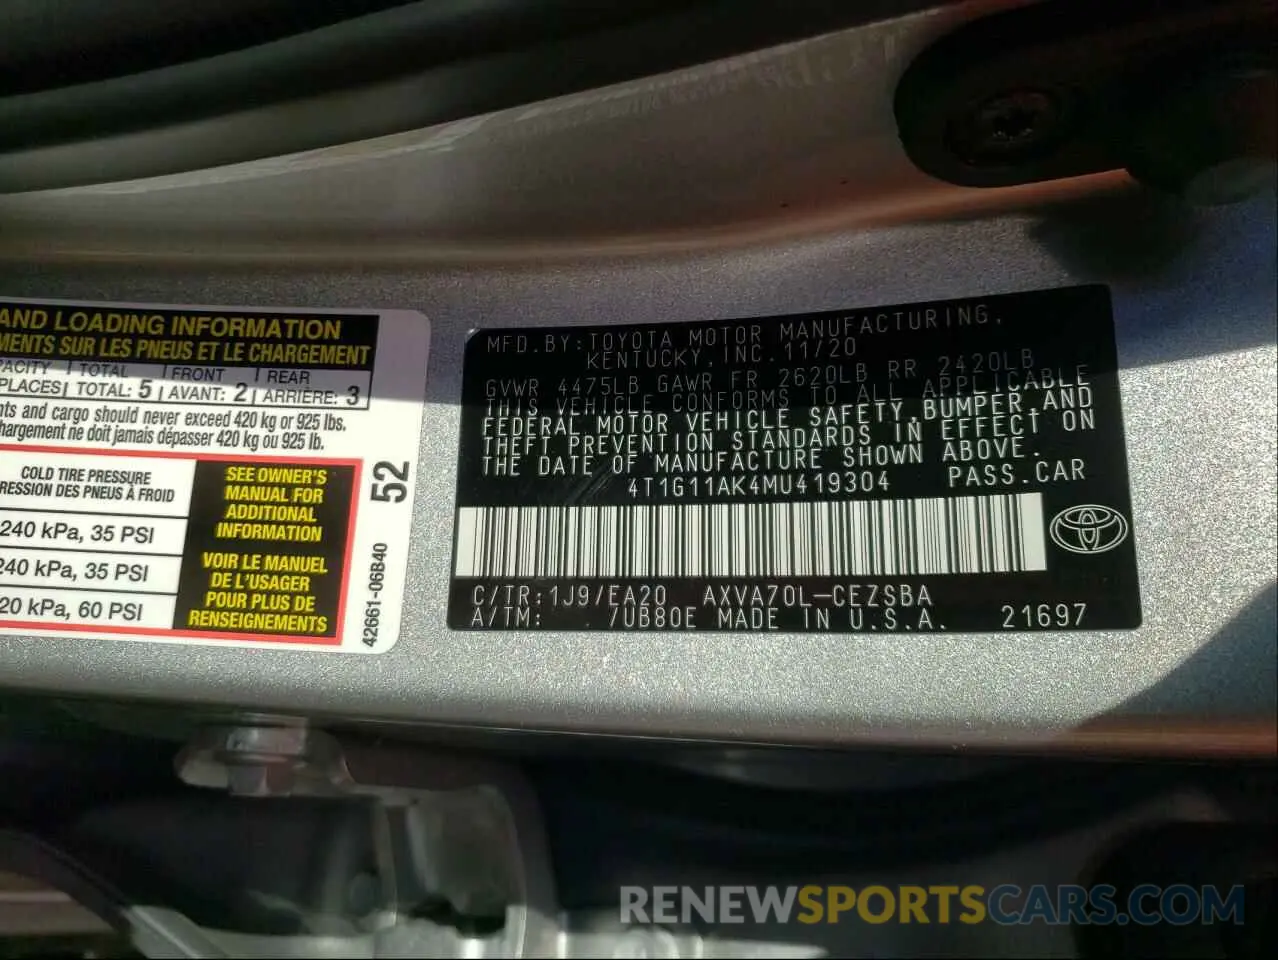 AND LOADING INFORMATION
MENTS SUR LES PNEUS ET LE CHARGEMENT
PACITY TOTAL FRONT REAR
PLACES TOTAL: 5 AVANT: 2 ARRIÈRE: 3
nts and cargo should never exceed 420 kg or 925 lbs.
hargement ne doit jamais dépasser 420 kg ou 925 lb.
COLD TIRE PRESSURE
RESSION DES PNEUS À FROID
240 kPa, 35 PSI
240 kPa, 35 PSI
20 kPa, 60 PSI
SEE OWNER'S
MANUAL FOR
ADDITIONAL
INFORMATION
VOIR LE MANUEL
DE L'USAGER
POUR PLUS DE
RENSEIGNEMENTS
52
42661-06B40
MFD.BY:TOYOTA MOTOR MANUFACTURING,
KENTUCKY,INC.11/20
GVWR 4475LB GAWR FR 2620LB RR 2420LB
THIS VEHICLE CONFORMS TO ALL APPLICABLE
FEDERAL MOTOR VEHICLE SAFETY,BUMPER,AND
THEFT PREVENTION STANDARDS IN EFFECT ON
THE DATE OF MANUFACTURE SHOWN ABOVE.
4T1G11AK4MU419304 PASS.CAR
C/TR:1J9/EA20 AXVA70L-CEZSBA
A/TM: /UB80E MADE IN U.S.A. 21697
RENEWSPORTSCARS.COM